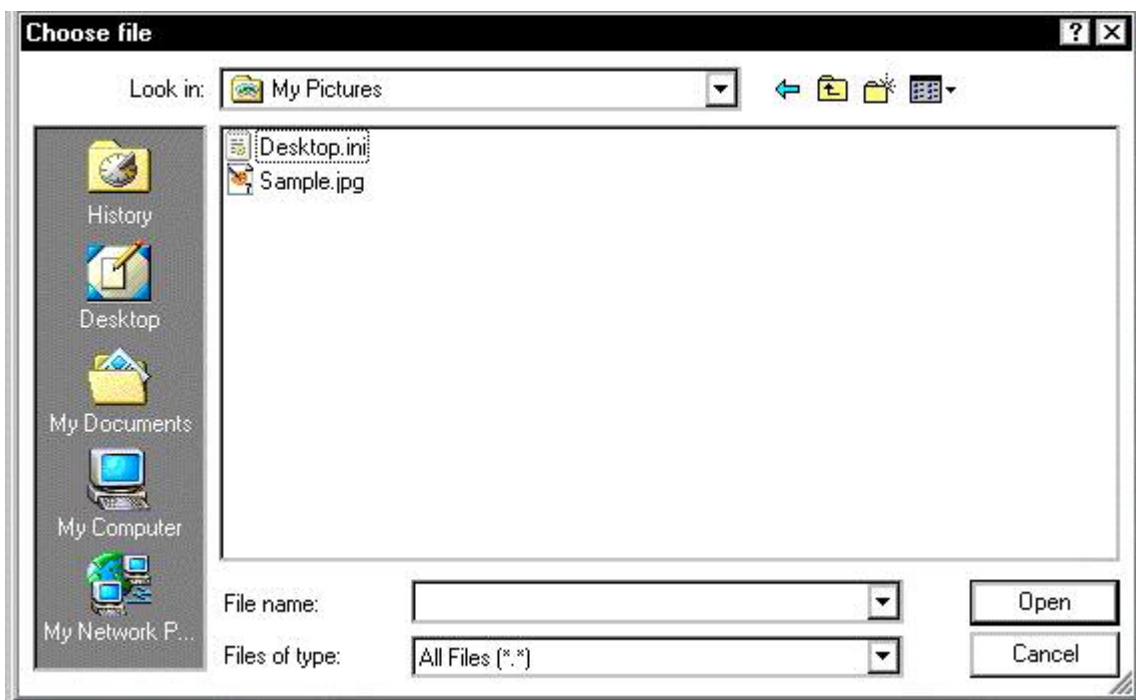 Choose file
Look in: My Pictures
Desktop.ini
Sample.jpg
History
Desktop
My Documents
My Computer
My Network P...
File name:
Open
Files of type: All Files (*.*)
Cancel